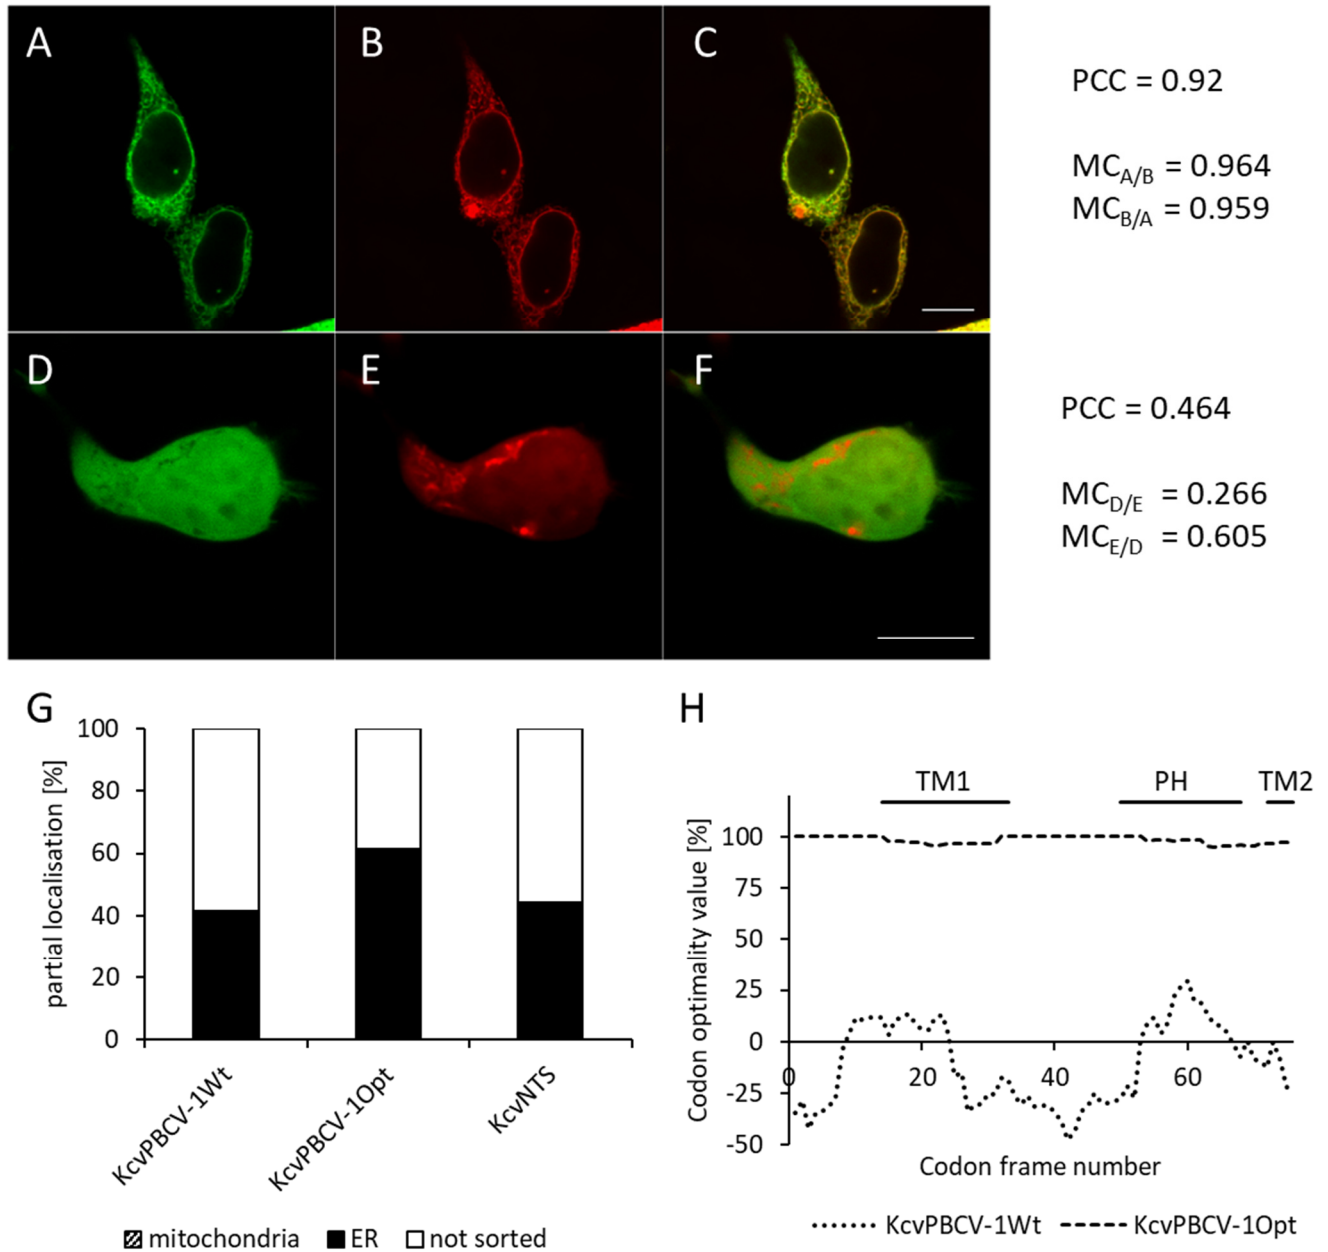 A
B
C
PCC = 0.92
MCA/B = 0.964
MCB/A = 0.959
D
E
F
PCC = 0.464
MCD/E = 0.266
MCE/D = 0.605
G
partial localisation [%]
100
80
60
40
20
0
KcvPBCV-1Wt
KcvPBCV-1Opt
KcvNTS
mitochondria ER not sorted
H
TM1 PH TM2
Codon optimality value [%]
100
75
50
25
0
-25
-50
0 20 40 60
Codon frame number
KcvPBCV-1Wt KcvPBCV-1Opt